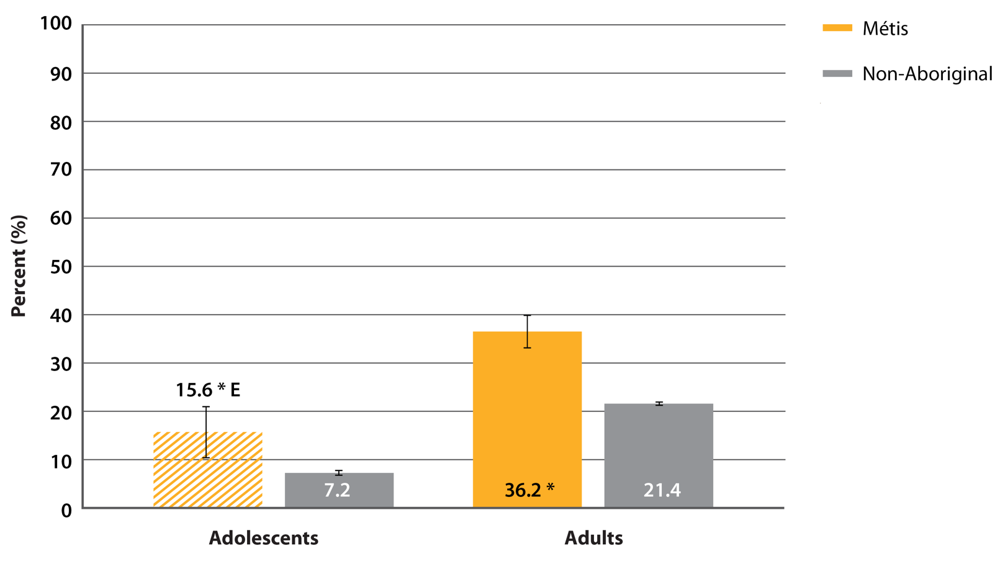 100
90
80
70
60
50
40
30
20
10
0
Percent (%)
15.6 * E
7.2
36.2 *
21.4
Adolescents
Adults
Métis
Non-Aboriginal